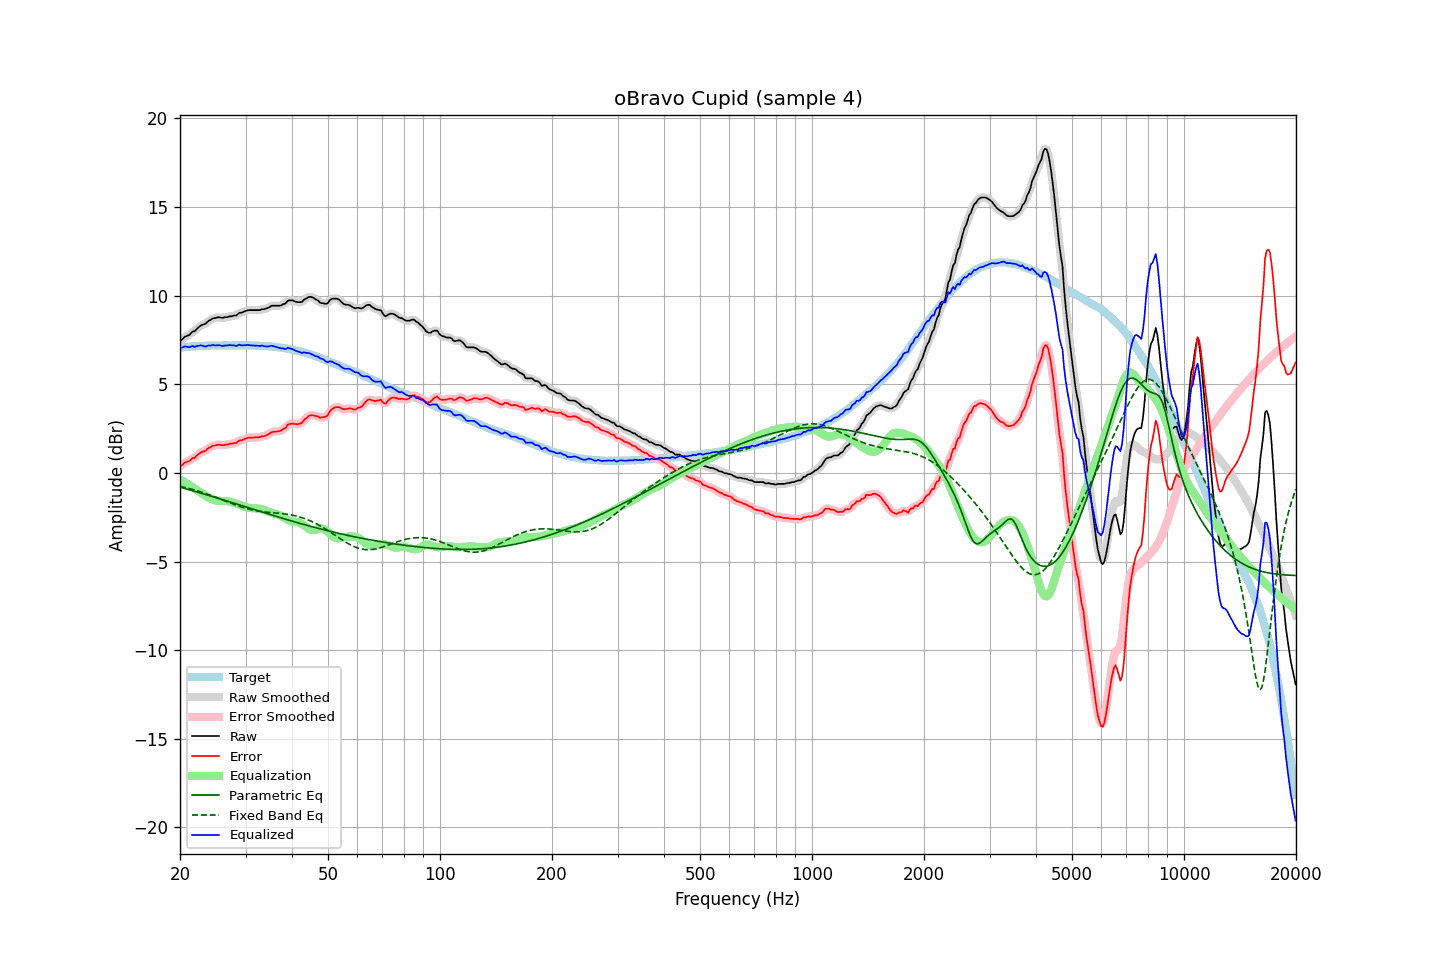 oBravo Cupid (sample 4)
Amplitude (dBr)
20
15
10
5
0
−5
−10
−15
−20
Target
Raw Smoothed
Error Smoothed
Raw
Error
Equalization
Parametric Eq
Fixed Band Eq
Equalized
20
50
100
200
500
1000
2000
5000
10000
20000
Frequency (Hz)